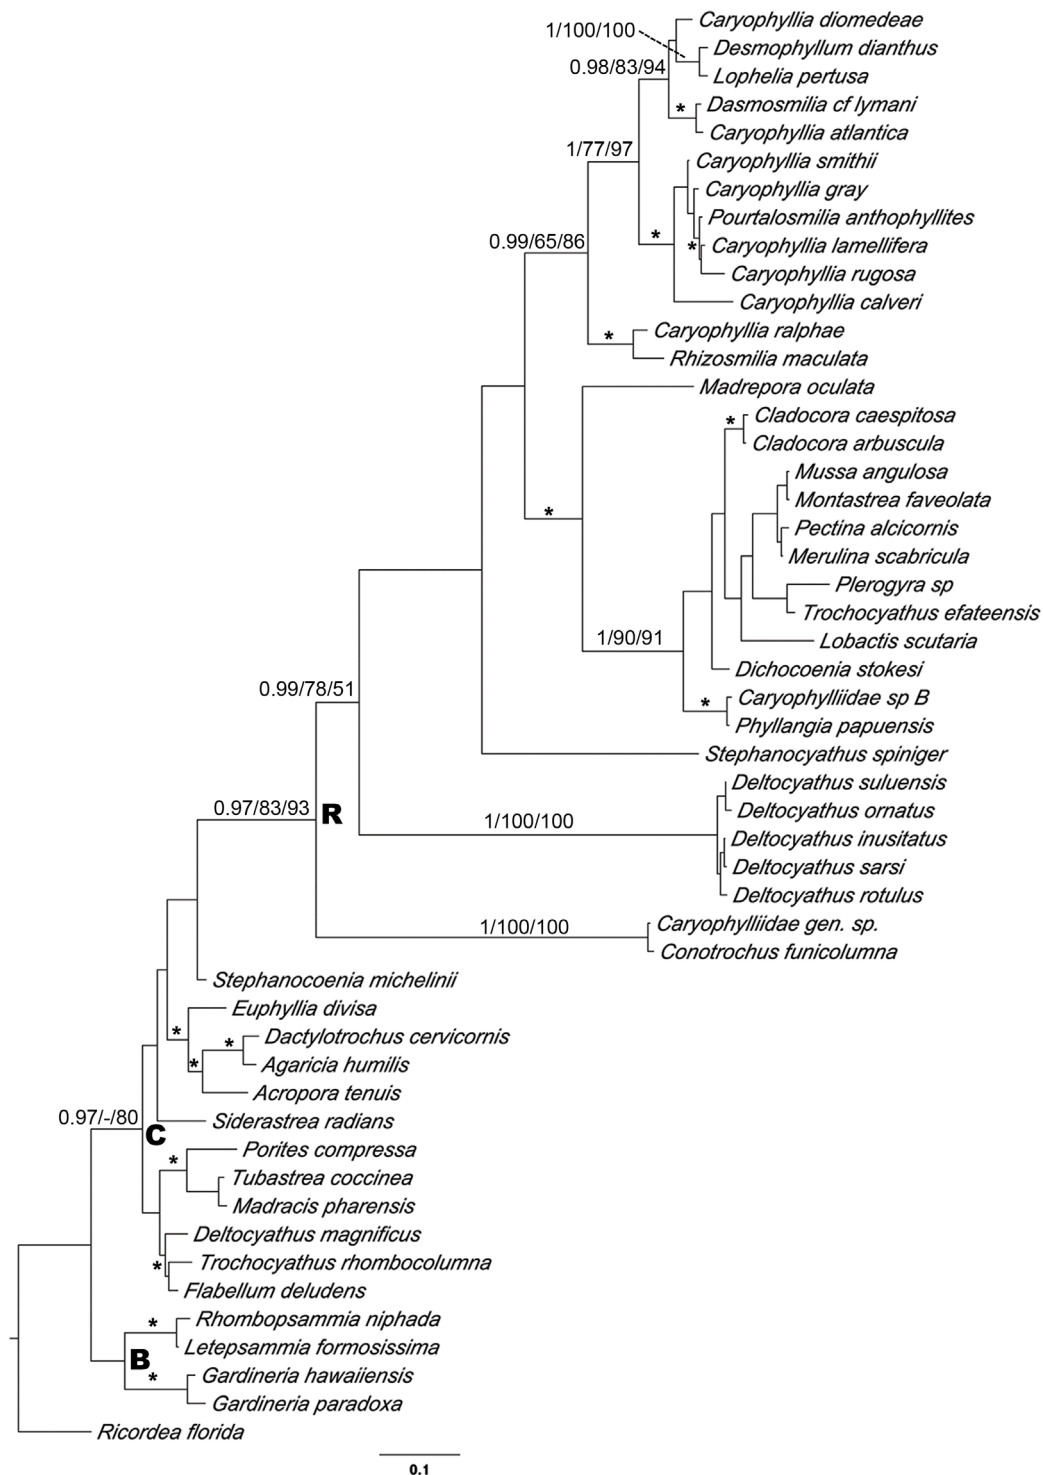 Caryophyllia diomedeae
1/100/100
Desmophyllum dianthus
0.98/83/94
Lophelia pertusa
*
Dasmosmilia cf lymani
Caryophyllia atlantica
1/77/97
Caryophyllia smithii
Caryophyllia gray
Pourtalosmilia anthophyllites
0.99/65/86
*
*
Caryophyllia lamellifera
Caryophyllia rugosa
Caryophyllia calveri
*
Caryophyllia ralphae
Rhizosmilia maculata
Madrepora oculata
*
Cladocora caespitosa
Cladocora arbuscula
Mussa angulosa
Montastrea faveolata
*
Pectina alcicornis
Merulina scabricula
Plerogyra sp
Trochocyathus efateensis
1/90/91
Lobactis scutaria
Dichocoenia stokesi
0.99/78/51
*
Caryophylliidae sp B
Phyllangia papuensis
Stephanocyathus spiniger
Deltocyathus suluensis
0.97/83/93
R
Deltocyathus ornatus
1/100/100
Deltocyathus inusitatus
Deltocyathus sarsi
Deltocyathus rotulus
1/100/100
Caryophylliidae gen. sp.
Conotrochus funicolumna
Stephanocoenia michelinii
Euphyllia divisa
*
*
Dactylotrochus cervicornis
*
Agaricia humilis
Acropora tenuis
0.97/-/80
C
Siderastrea radians
*
Porites compressa
Tubastrea coccinea
Madracis pharensis
Deltocyathus magnificus
*
Trochocyathus rhombocolumna
Flabellum deludens
*
Rhombopsammia niphada
Letepsammia formosissima
B
*
Gardineria hawaiiensis
Gardineria paradoxa
Ricordea florida
0.1